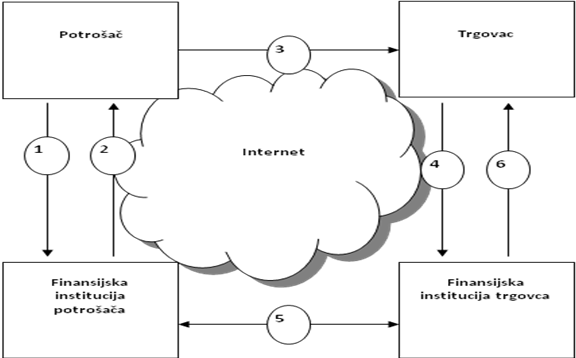 Potrošač
3
Trgovac
1
2
Internet
4
6
Finansijska
institucija
potrošača
5
Finansijska
institucija trgovca